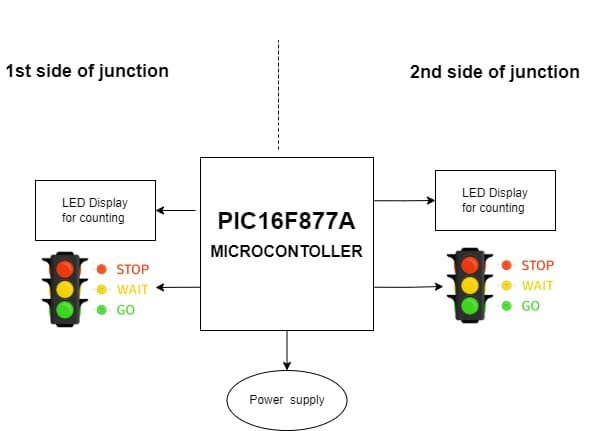 1st side of junction
2nd side of junction
LED Display
for counting
PIC16F877A
MICROCONTOLLER
LED Display
for counting
STOP
WAIT
GO
STOP
WAIT
GO
Power supply